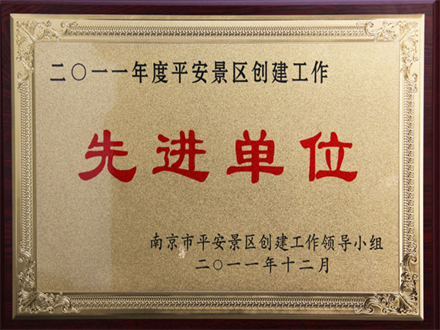 二〇一一年度平安景区创建工作
先进单位
南京市平安景区创建工作领导小组
二〇一一年十二月